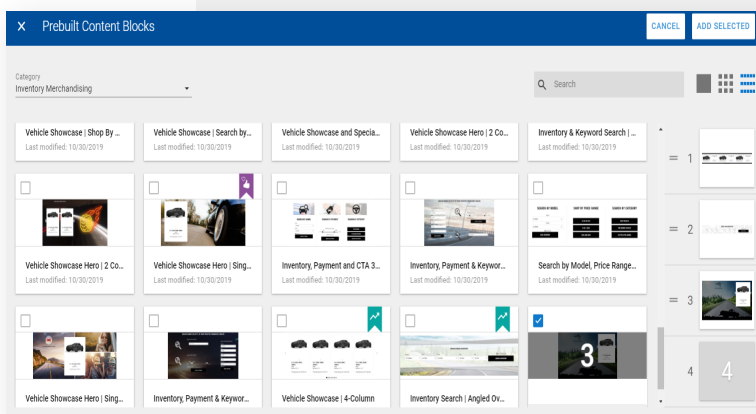 Prebuilt Content Blocks
CANCEL
ADD SELECTED
Category
Inventory Merchandising
Search
Vehicle Showcase | Shop By ...
Last modified: 10/30/2019
Vehicle Showcase | Search by...
Last modified: 10/30/2019
Vehicle Showcase and Specia...
Last modified: 10/30/2019
Vehicle Showcase Hero | 2 Co...
Last modified: 10/30/2019
Inventory & Keyword Search | ...
Last modified: 10/30/2019
SEARCH BY MODEL
SHOP BY PRICE RANGE
SEARCH BY CATEGORY
Vehicle Showcase Hero | 2 Co...
Last modified: 10/30/2019
Vehicle Showcase Hero | Sing...
Last modified: 10/30/2019
Inventory, Payment and CTA 3...
Last modified: 10/30/2019
Inventory, Payment & Keywor...
Last modified: 10/30/2019
Search by Model, Price Range...
Last modified: 10/30/2019
3
Vehicle Showcase Hero | Sing...
Inventory, Payment & Keywor...
Vehicle Showcase | 4-Column
Inventory Search | Angled Ov...
1
2
3
4
4